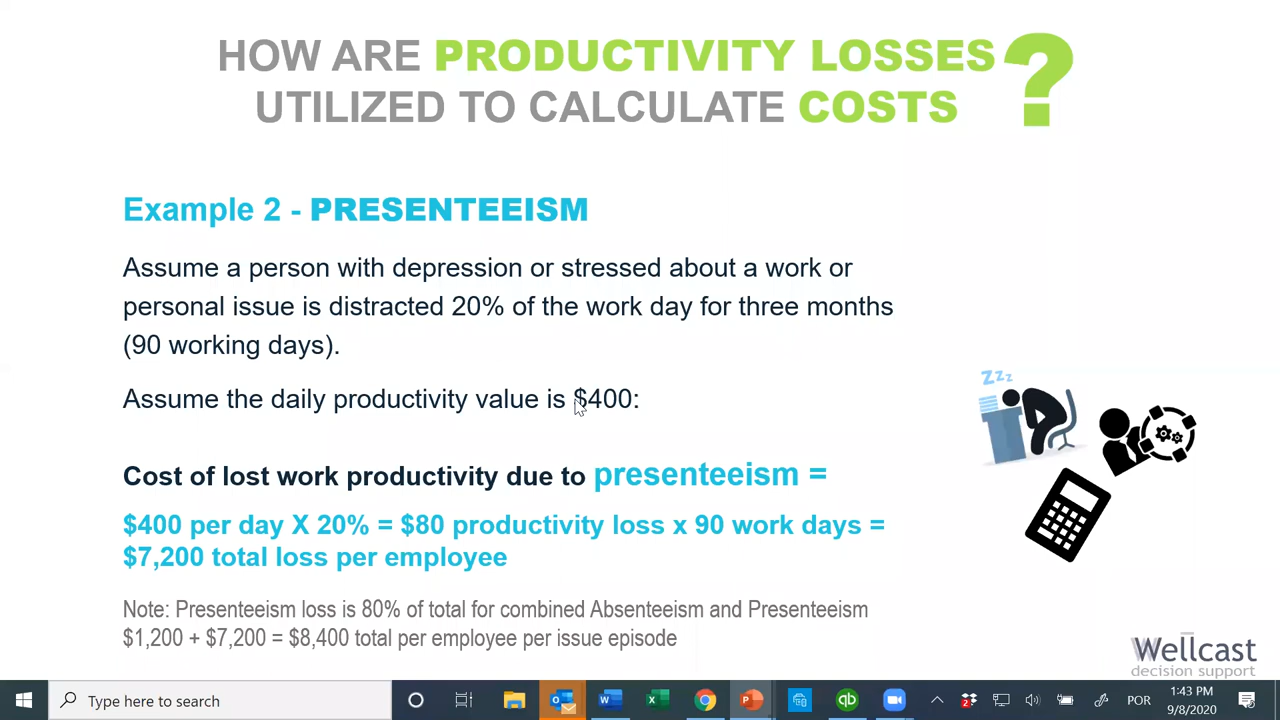 HOW ARE PRODUCTIVITY LOSSES ?
UTILIZED TO CALCULATE COSTS
Example 2 - PRESENTEEISM
Assume a person with depression or stressed about a work or
personal issue is distracted 20% of the work day for three months
(90 working days).
Assume the daily productivity value is $400:
Cost of lost work productivity due to presenteeism =
$400 per day X 20% = $80 productivity loss x 90 work days =
$7,200 total loss per employee
Note: Presenteeism loss is 80% of total for combined Absenteeism and Presenteeism
$1,200 + $7,200 = $8,400 total per employee per issue episode
zzz
Wellcast
decision support
Type here to search
2
POR
1:43 PM
9/8/2020